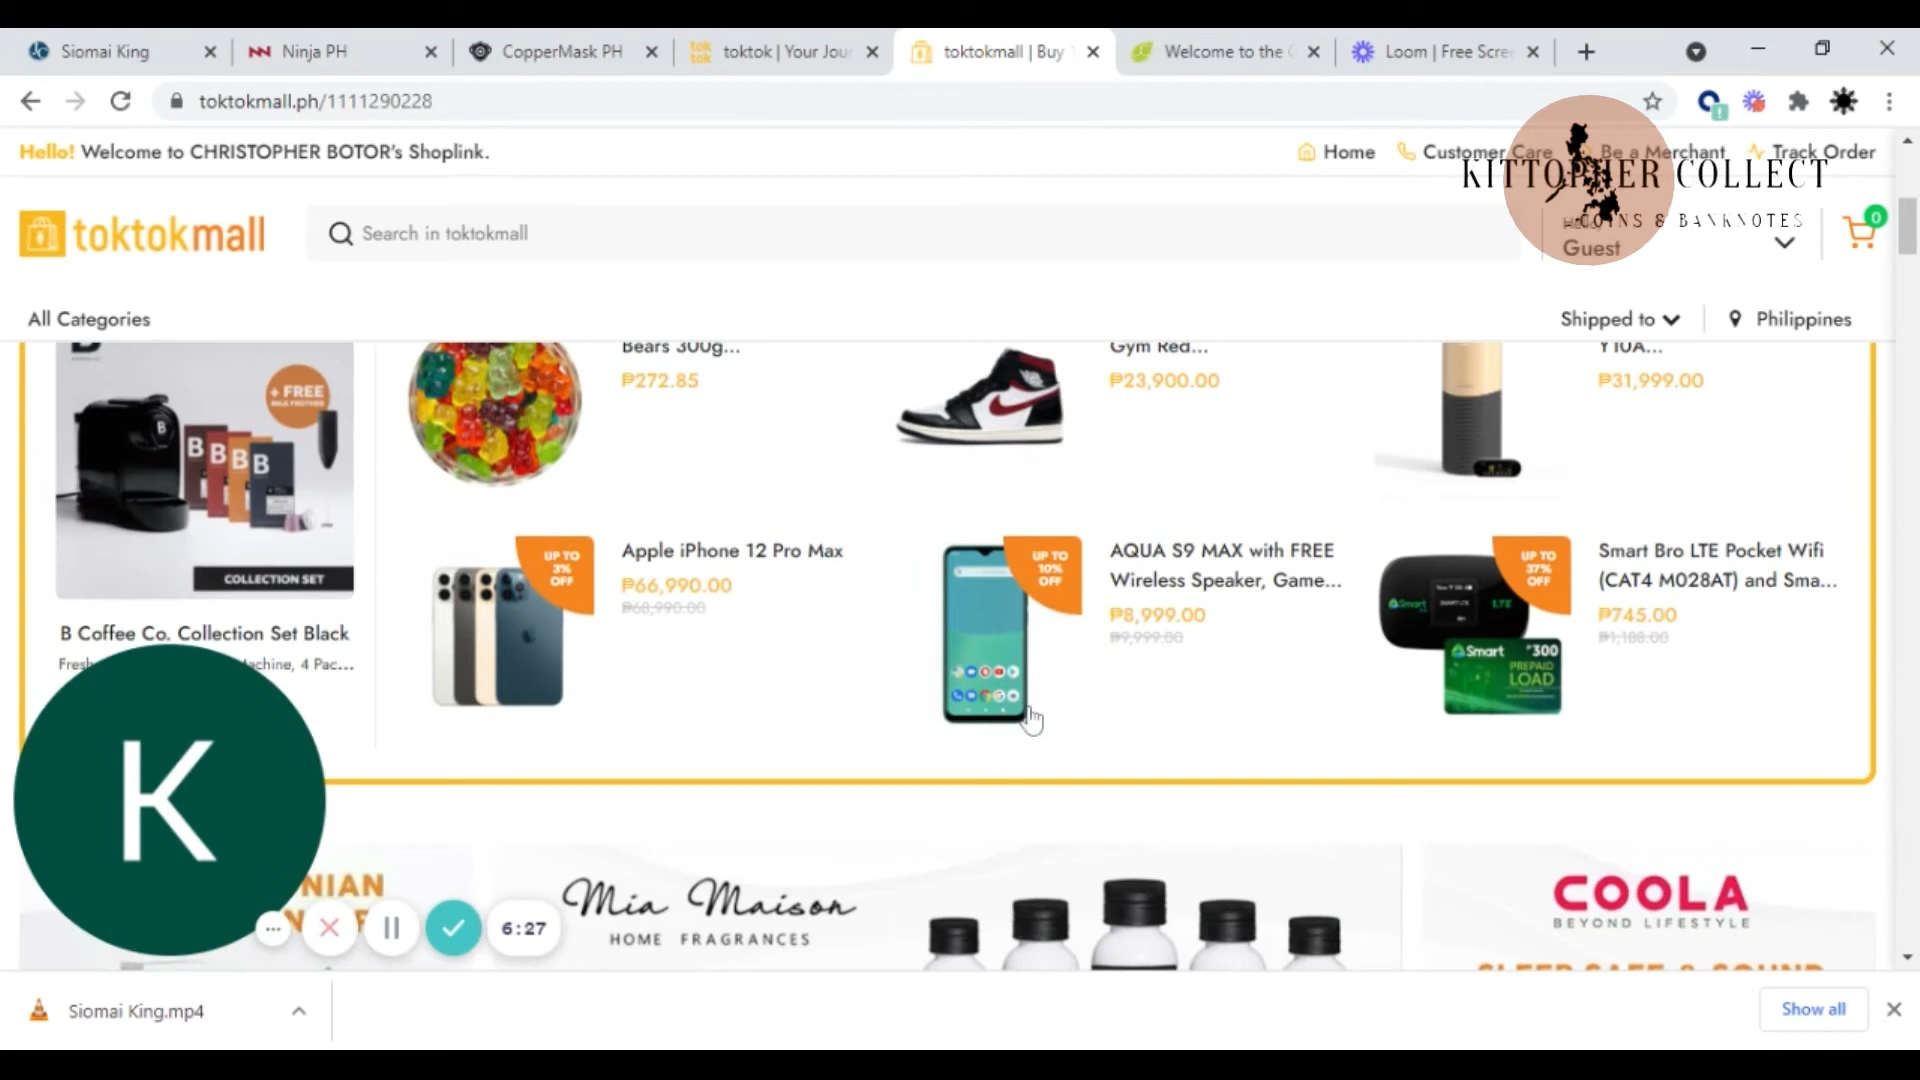 Siomai King
Ninja PH
CopperMask PH
toktok | Your Jou
toktokmall | Buy
Welcome to the
Loom | Free Scree
toktokmall.ph/1111290228
Hello! Welcome to CHRISTOPHER BOTOR's Shoplink.
Home
Customer Care
Be a Merchant
Track Order
KITTOPHER COLLECT
COINS & BANKNOTES
toktokmall
Search in toktokmall
Guest
0
All Categories
Shipped to
Philippines
Bears 300g...
₱272.85
Gym Red...
₱23,900.00
Y10A...
₱31,999.00
+ FREE
MILK FROTHER
B
B
B
B
B
COLLECTION SET
B Coffee Co. Collection Set Black
Fresh
achine, 4 Pac...
UP TO
3%
OFF
Apple iPhone 12 Pro Max
₱66,990.00
₱68,990.00
UP TO
10%
OFF
AQUA S9 MAX with FREE
Wireless Speaker, Game...
₱8,999.00
₱9,999.00
UP TO
37%
OFF
Smart
LTE
Smart ₱300
PREPAID
LOAD
Smart Bro LTE Pocket Wifi
(CAT4 M028AT) and Sma...
₱745.00
₱1,188.00
K
NIAN
6:27
Mia Maison
HOME FRAGRANCES
COOLA
BEYOND LIFESTYLE
SLEEP SAFE & SOUND
Siomai King.mp4
Show all